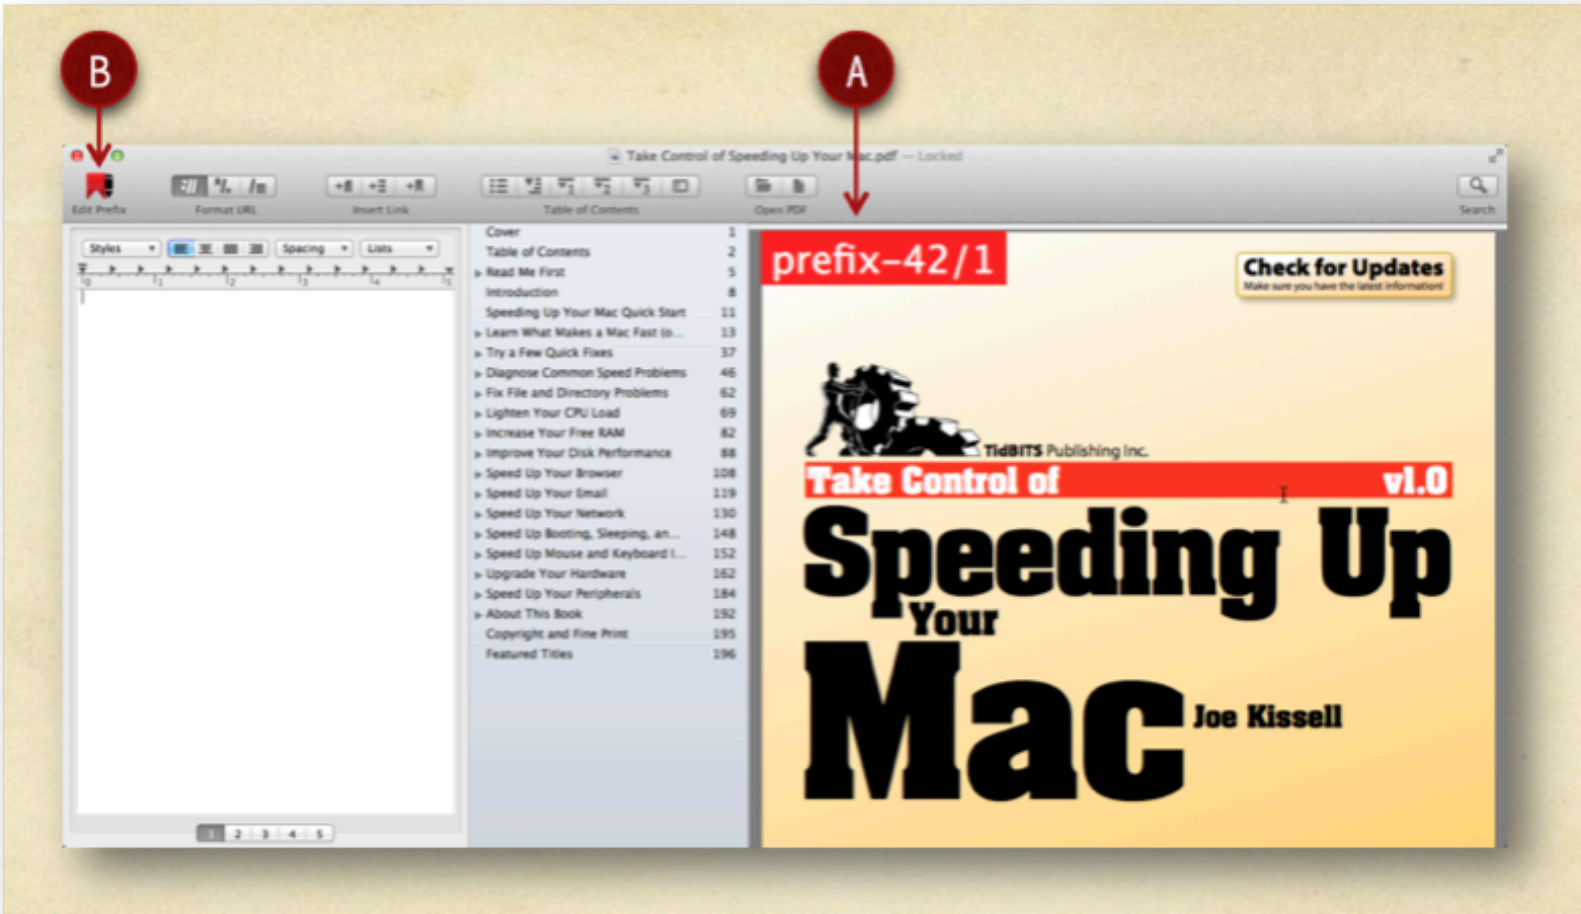 B
A
Take Control of Speeding Up Your Mac.pdf — Locked
Edit Prefix
Format URL
Insert Link
Table of Contents
Open PDF
Search
Styles
Spacing
Lists
0 1 2 3 4 5
1 2 3 4 5
Cover 1
Table of Contents 2
Read Me First 5
Introduction 8
Speeding Up Your Mac Quick Start 11
Learn What Makes a Mac Fast (o... 13
Try a Few Quick Fixes 37
Diagnose Common Speed Problems 46
Fix File and Directory Problems 62
Lighten Your CPU Load 69
Increase Your Free RAM 82
Improve Your Disk Performance 88
Speed Up Your Browser 108
Speed Up Your Email 119
Speed Up Your Network 130
Speed Up Booting, Sleeping, an... 148
Speed Up Mouse and Keyboard I... 152
Upgrade Your Hardware 162
Speed Up Your Peripherals 184
About This Book 192
Copyright and Fine Print 195
Featured Titles 196
prefix-42/1
Check for Updates
Make sure you have the latest information!
TidBITS Publishing Inc.
Take Control of v1.0
Speeding Up
Your
Mac
Joe Kissell